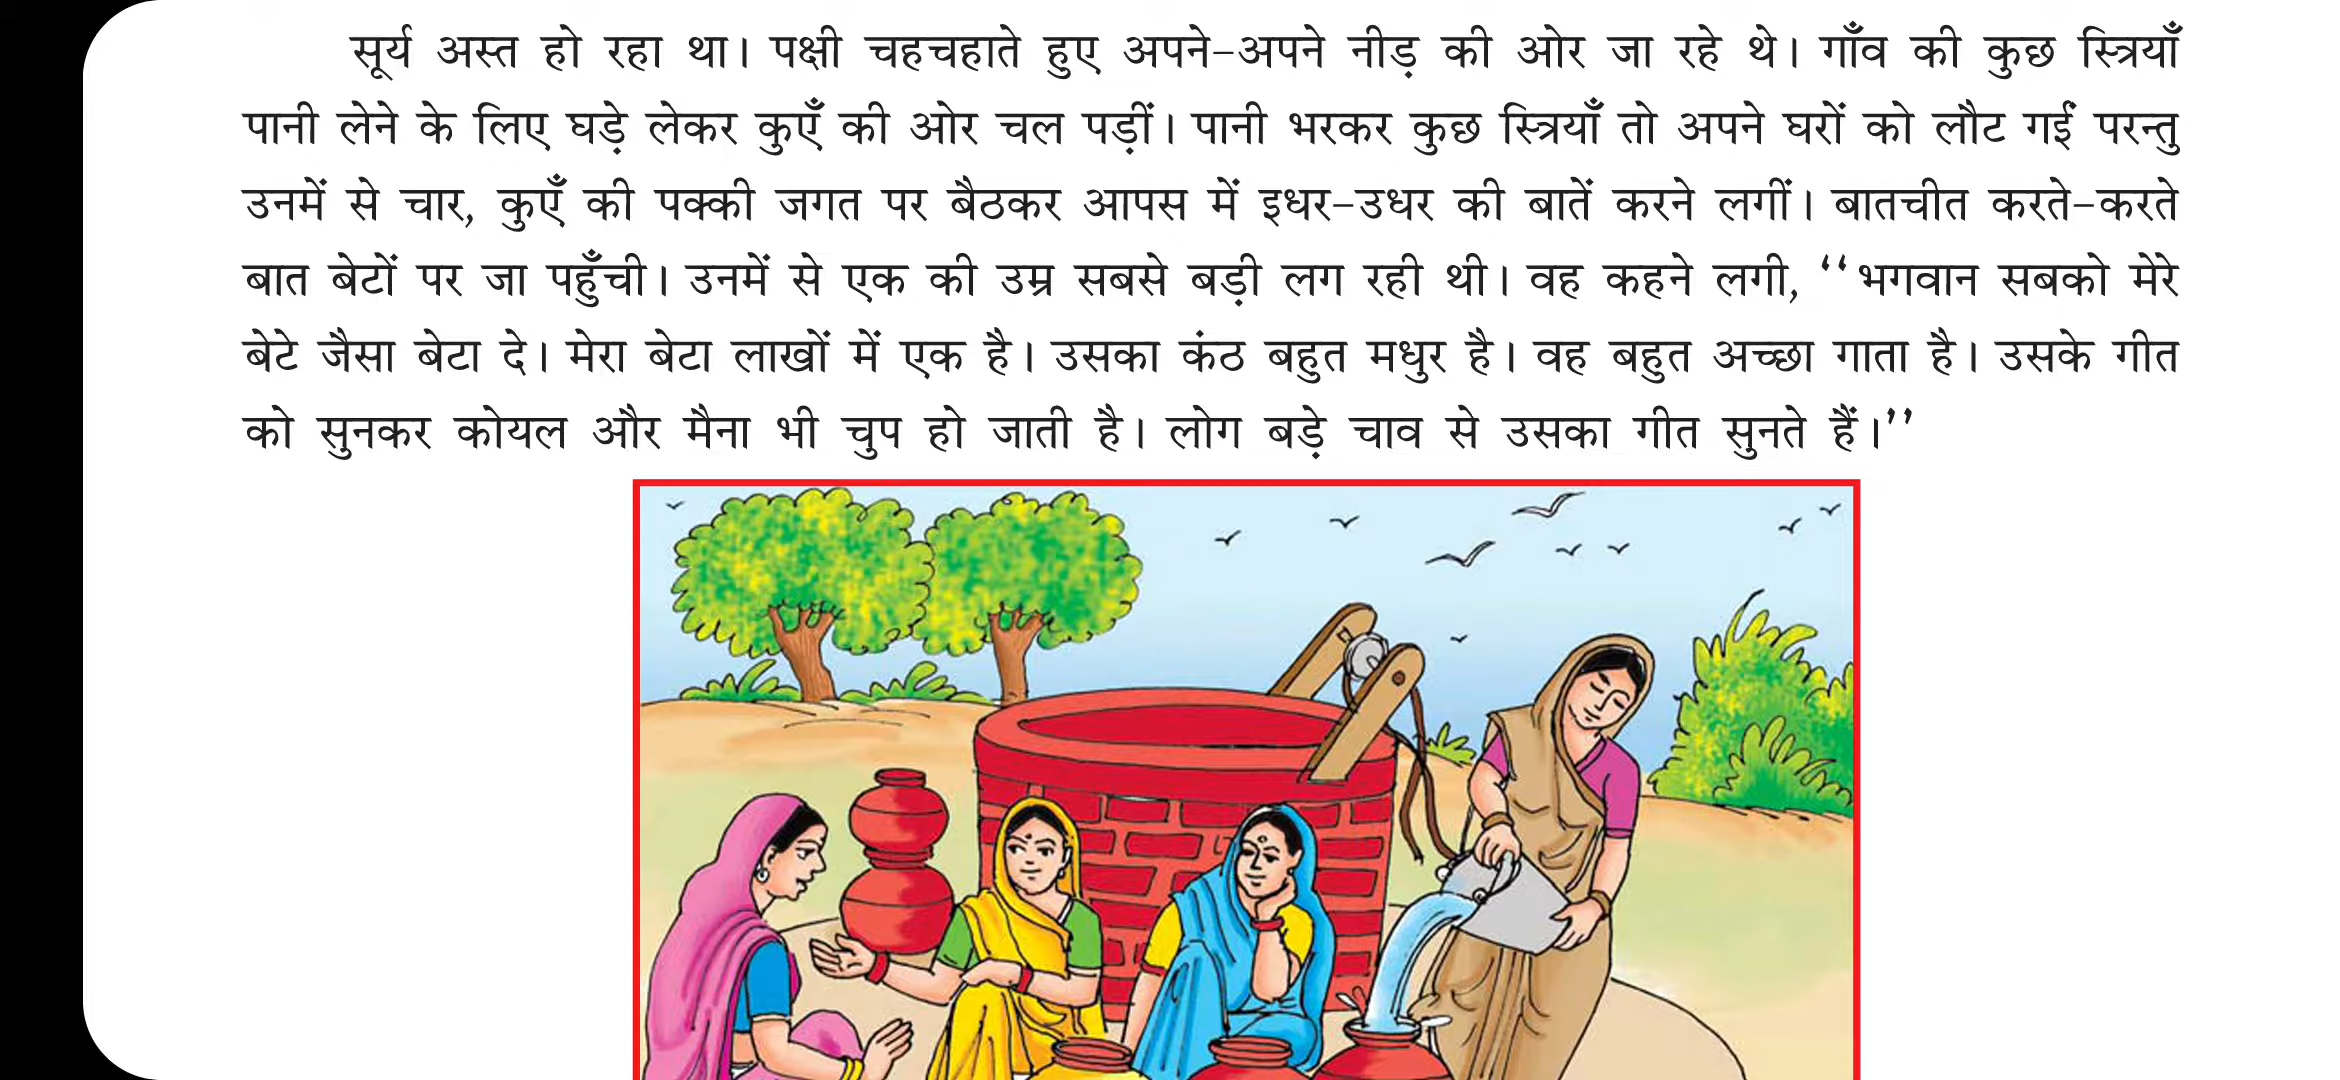 सूर्य अस्त हो रहा था। पक्षी चहचहाते हुए अपने-अपने नीड़ की ओर जा रहे थे। गाँव की कुछ स्त्रियाँ
पानी लेने के लिए घड़े लेकर कुएँ की ओर चल पड़ीं। पानी भरकर कुछ स्त्रियाँ तो अपने घरों को लौट गईं परन्तु
उनमें से चार, कुएँ की पक्की जगत पर बैठकर आपस में इधर-उधर की बातें करने लगीं। बातचीत करते-करते
बात बेटों पर जा पहुँची। उनमें से एक की उम्र सबसे बड़ी लग रही थी। वह कहने लगी, ‘‘भगवान सबको मेरे
बेटे जैसा बेटा दे। मेरा बेटा लाखों में एक है। उसका कंठ बहुत मधुर है। वह बहुत अच्छा गाता है। उसके गीत
को सुनकर कोयल और मैना भी चुप हो जाती है। लोग बड़े चाव से उसका गीत सुनते हैं।’’